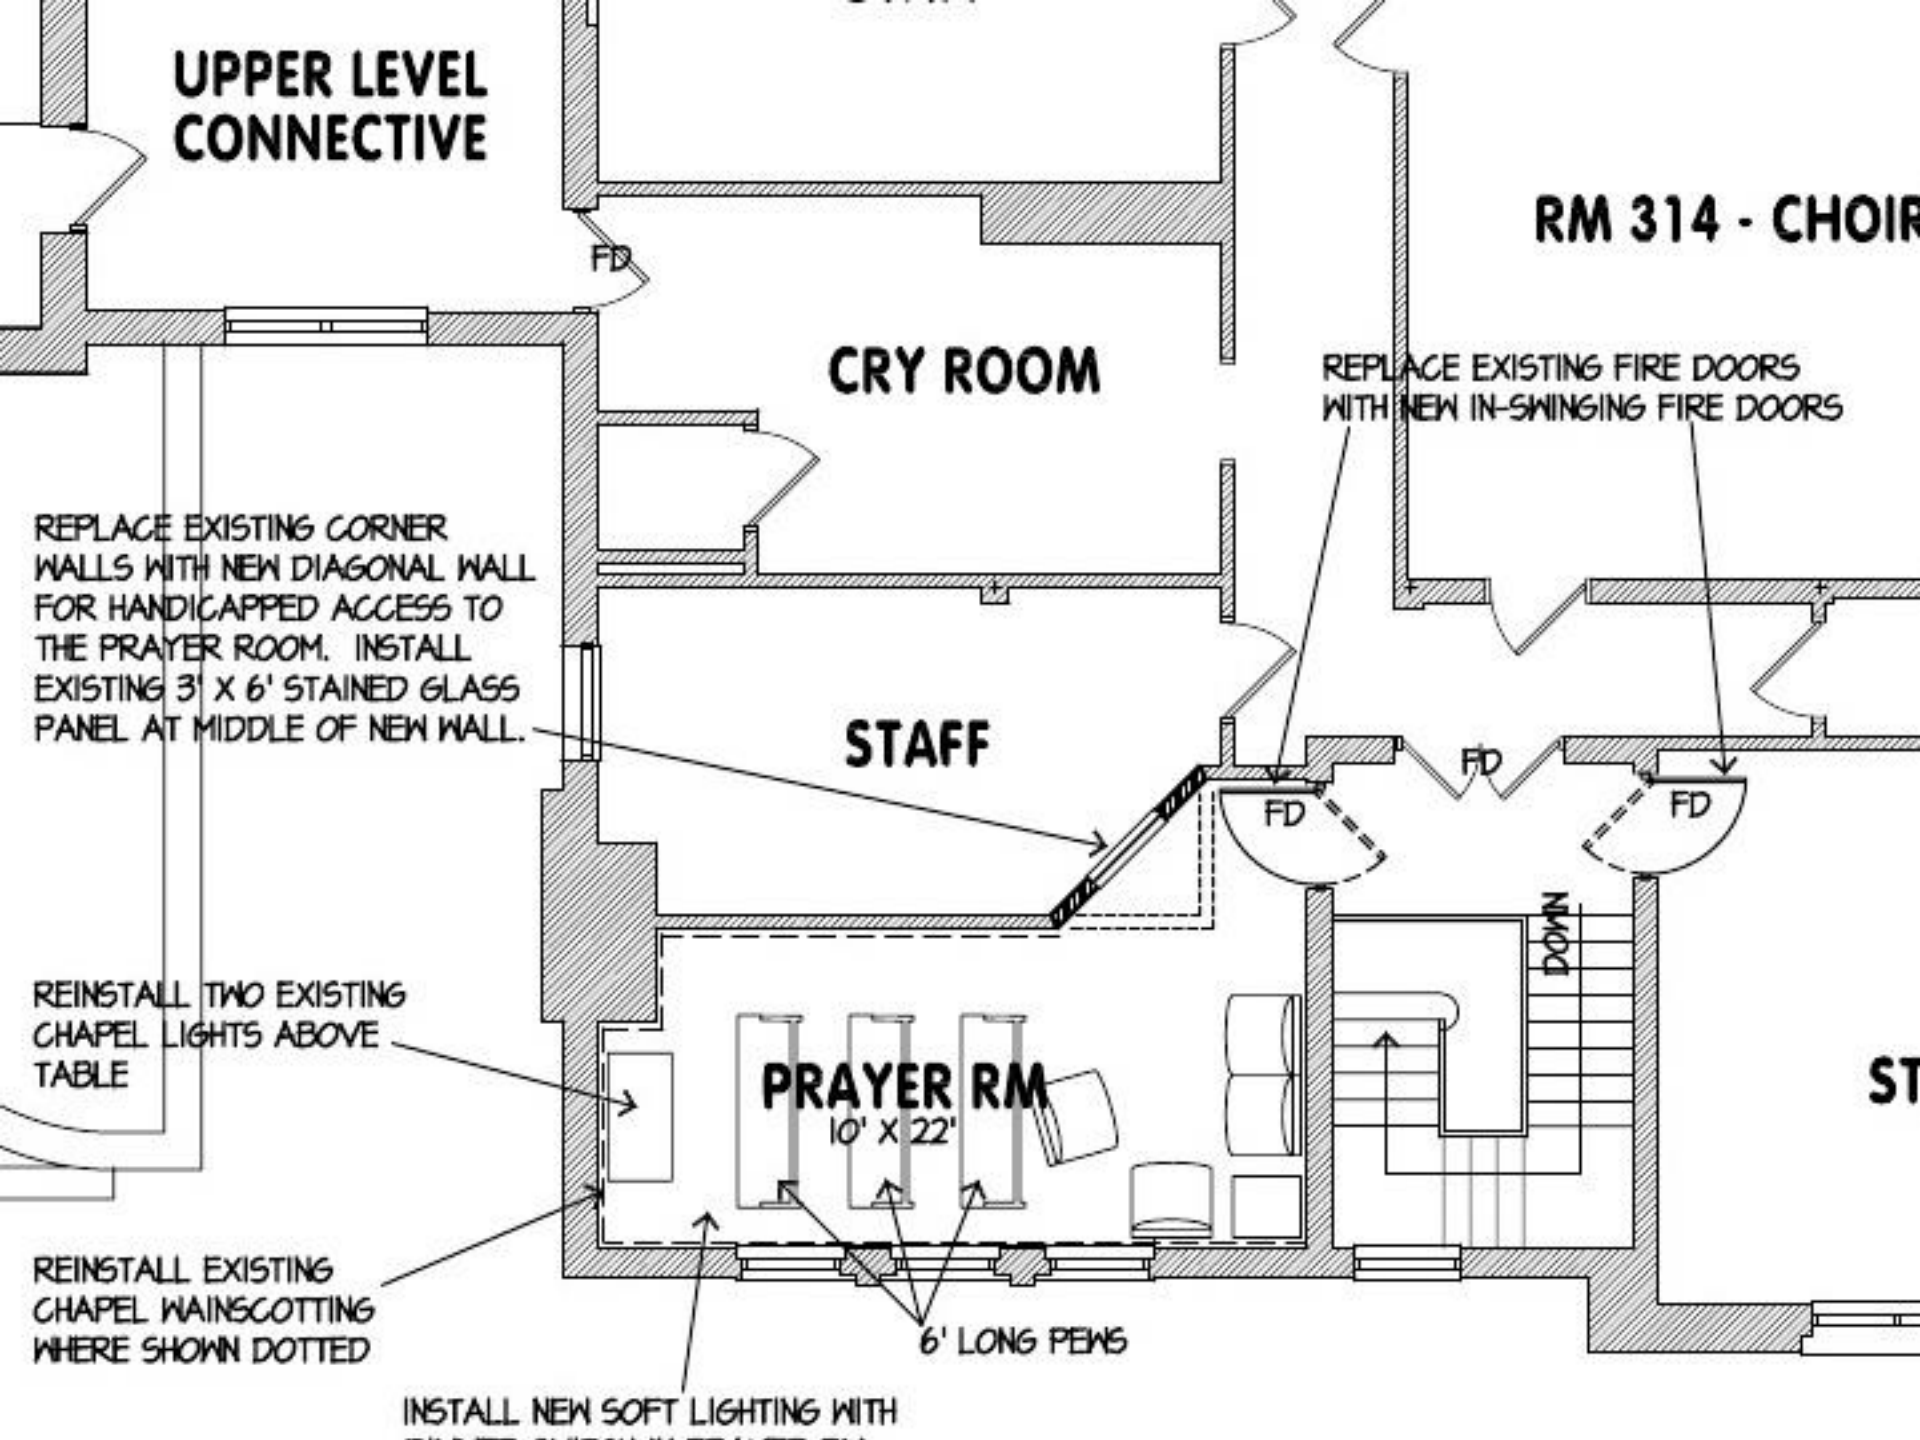 UPPER LEVEL
CONNECTIVE
RM 314 - CHOIR
FD
CRY ROOM
REPLACE EXISTING FIRE DOORS
WITH NEW IN-SWINGING FIRE DOORS
REPLACE EXISTING CORNER
WALLS WITH NEW DIAGONAL WALL
FOR HANDICAPPED ACCESS TO
THE PRAYER ROOM. INSTALL
EXISTING 3' X 6' STAINED GLASS
PANEL AT MIDDLE OF NEW WALL.
STAFF
FD
FD
FD
DOWN
REINSTALL TWO EXISTING
CHAPEL LIGHTS ABOVE
TABLE
PRAYER RM
10' X 22'
ST
REINSTALL EXISTING
CHAPEL WAINSCOTTING
WHERE SHOWN DOTTED
6' LONG PEWS
INSTALL NEW SOFT LIGHTING WITH